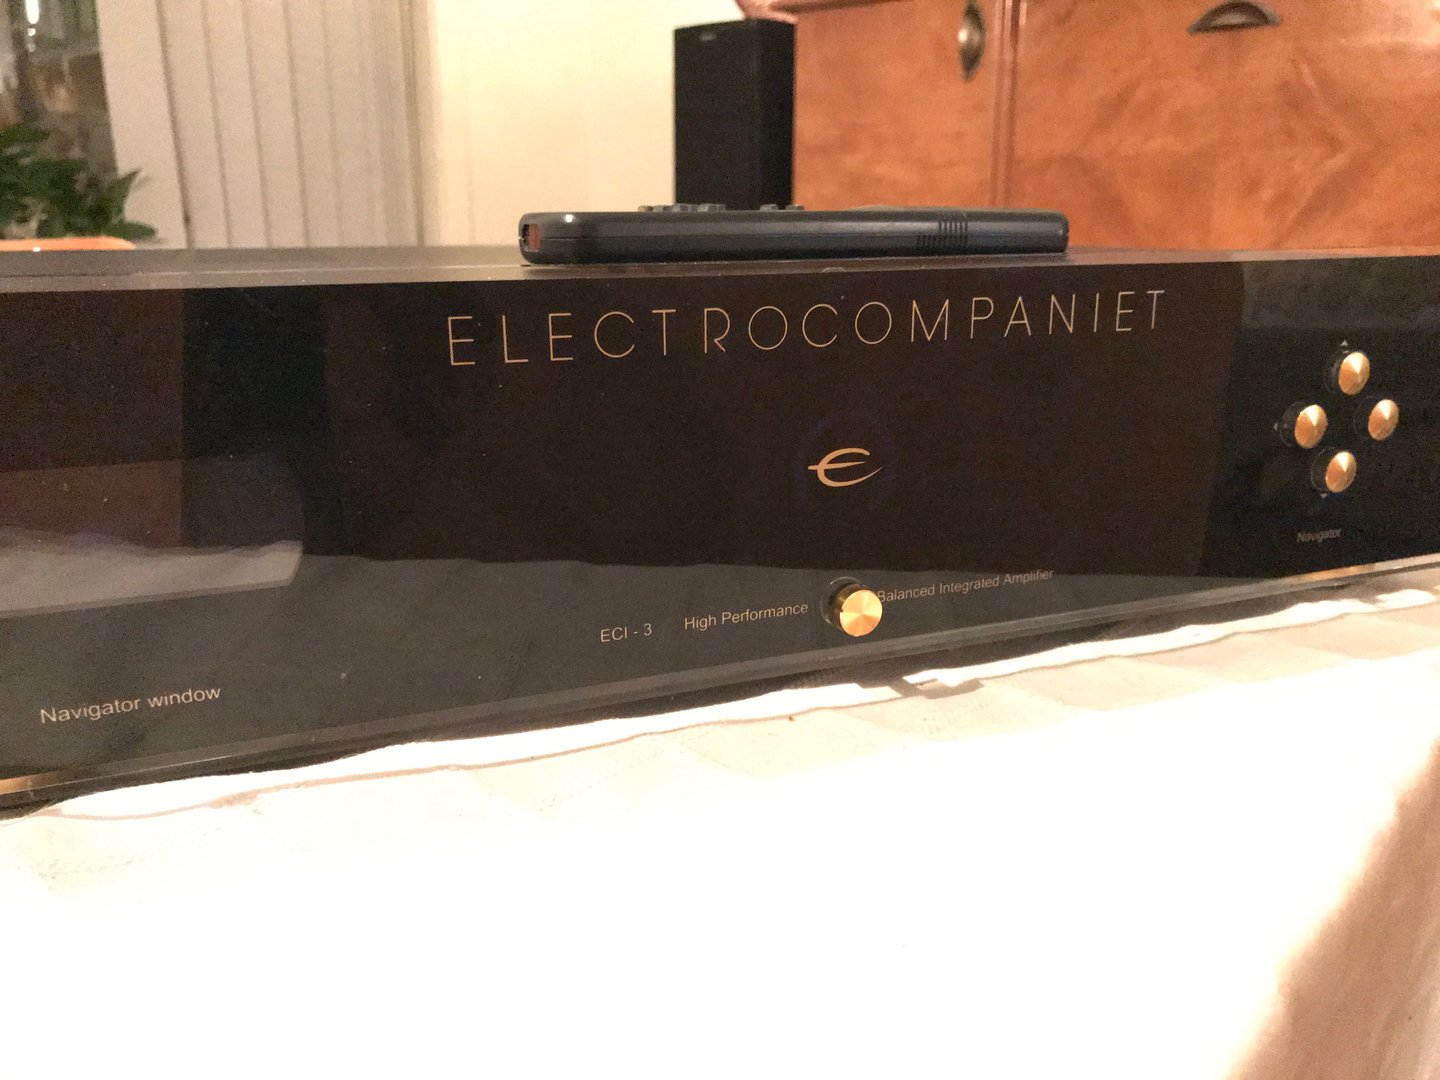 ELECTROCOMPANIET
Navigator
ECI - 3 High Performance Balanced Integrated Amplifier
Navigator window